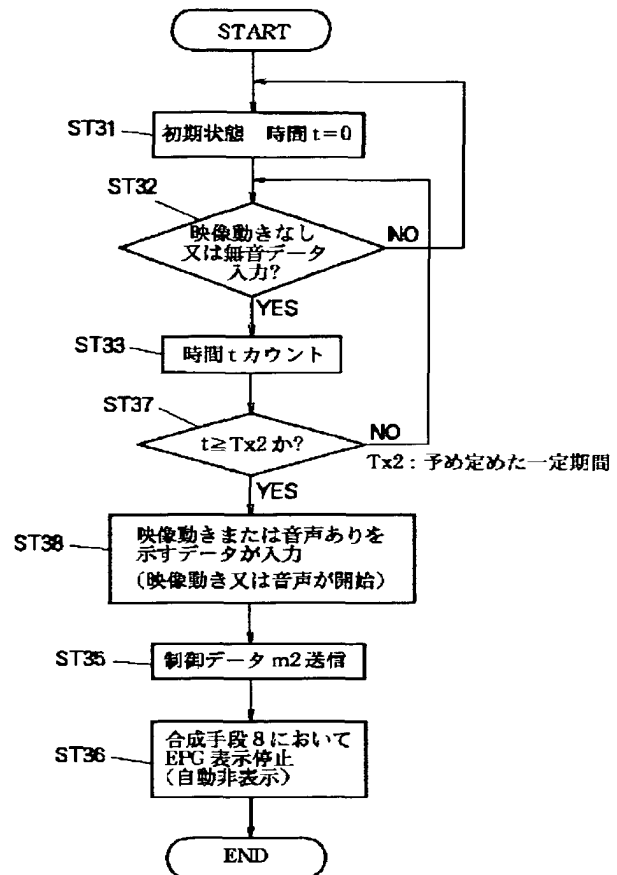 START
ST31
初期状態 時間 t=0
ST32
映像動きなし
又は無音データ
入力?
NO
YES
ST33
時間 t カウント
ST37
t≧Tx2 か?
NO
Tx2：予め定めた一定期間
YES
ST38
映像動きまたは音声ありを
示すデータが入力
(映像動き又は音声が開始)
ST35
制御データ m2 送信
ST36
合成手段 8 において
EPG 表示停止
(自動非表示)
END